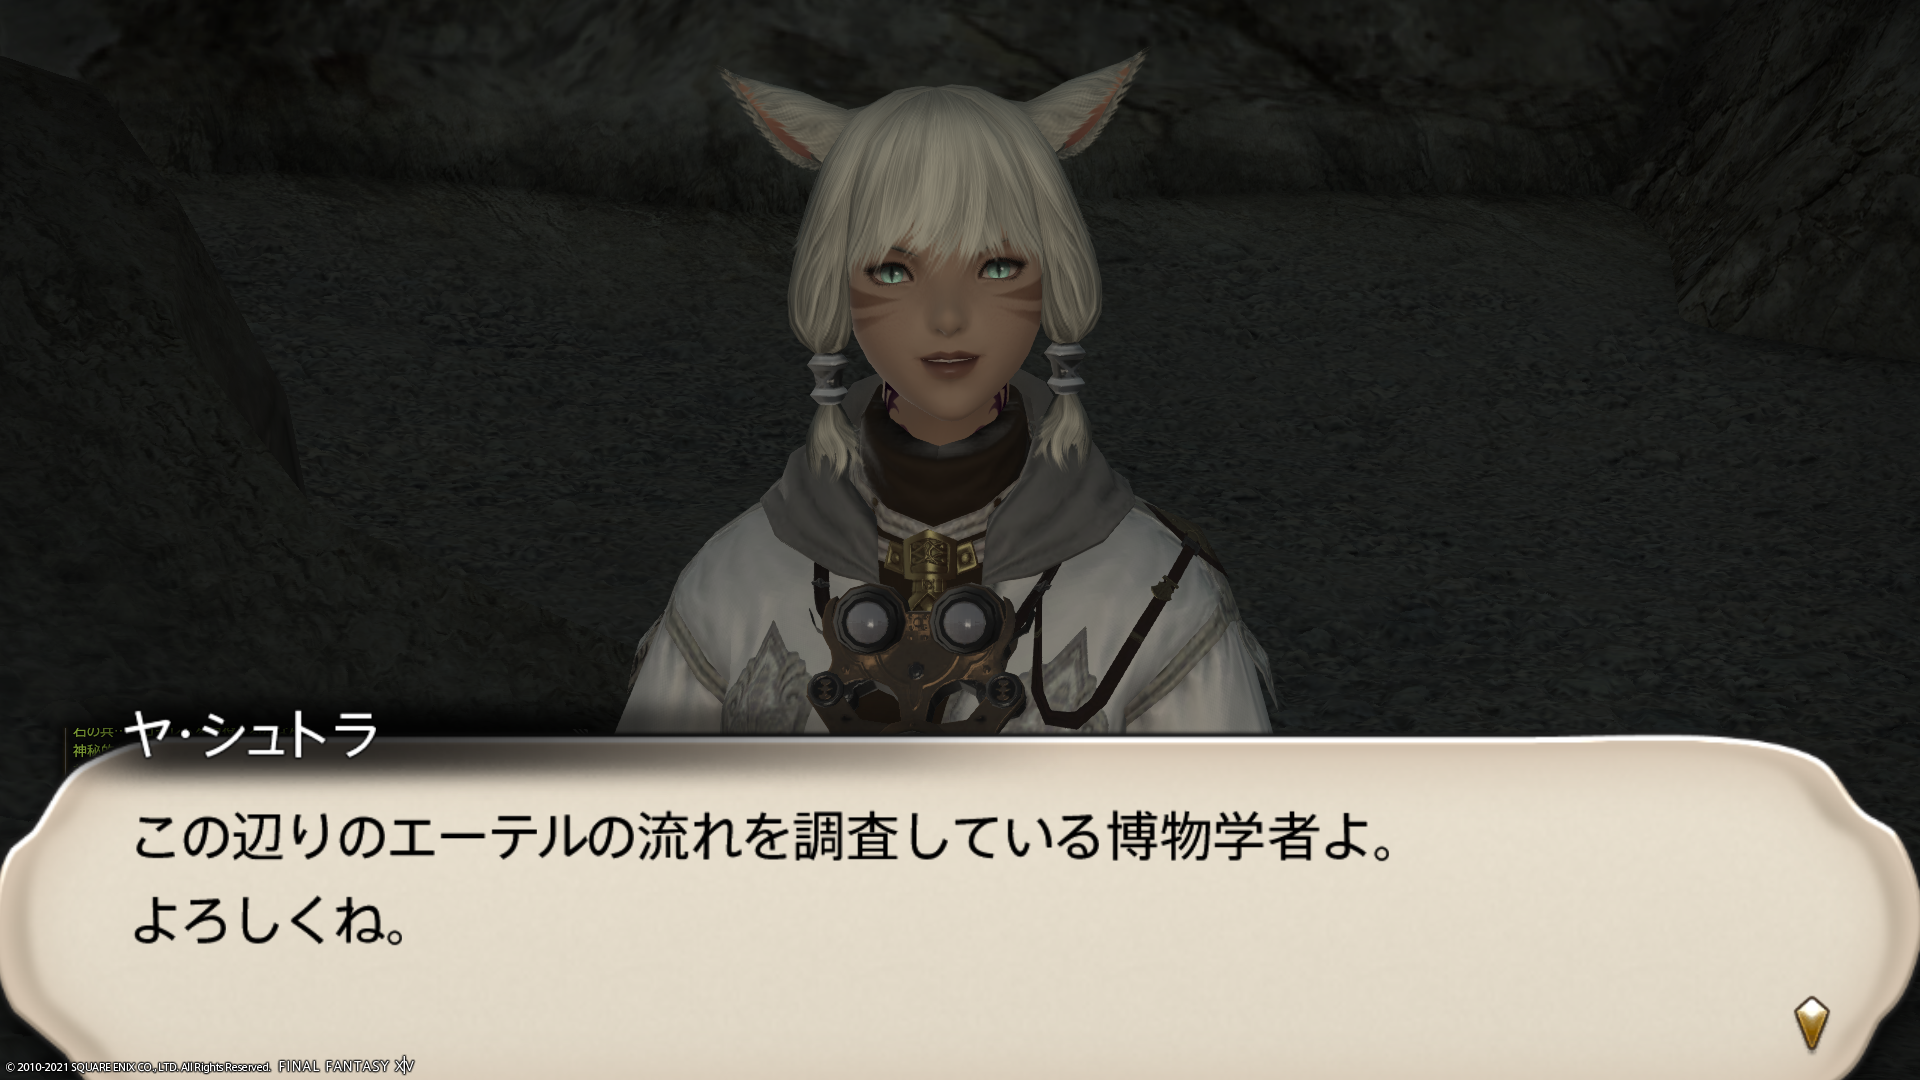 ヤ・シュトラ
この辺りのエーテルの流れを調査している博物学者よ。
よろしくね。
© 2010-2021 SQUARE ENIX CO., LTD. All Rights Reserved. FINAL FANTASY XIV